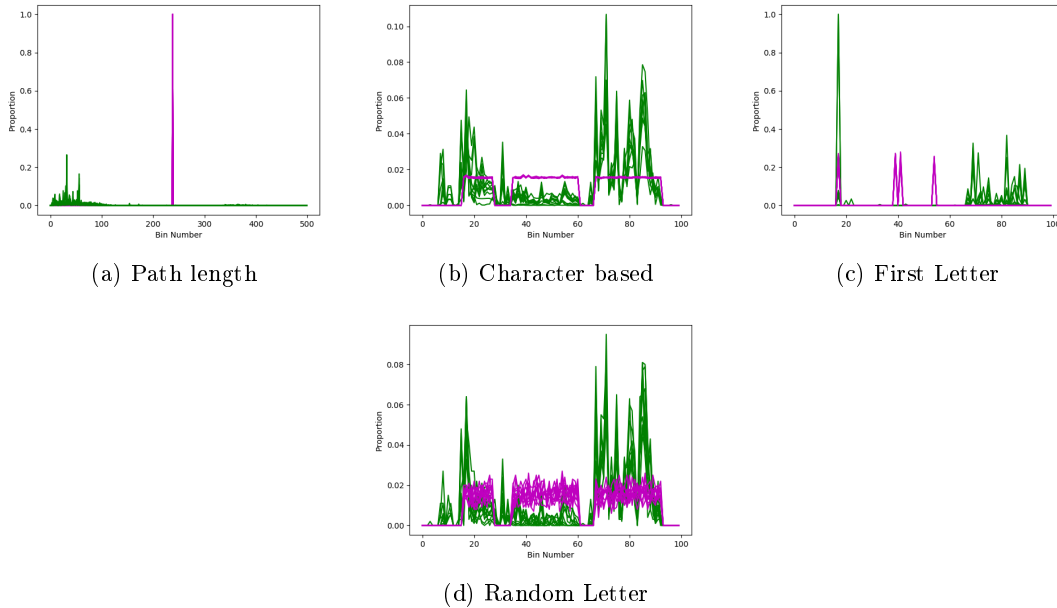 1.0
0.8
0.6
0.4
0.2
0.0
Proportion
0 100 200 300 400 500
Bin Number
(a) Path length
0.10
0.08
0.06
0.04
0.02
0.00
Proportion
0 20 40 60 80 100
Bin Number
(b) Character based
1.0
0.8
0.6
0.4
0.2
0.0
Proportion
0 20 40 60 80 100
Bin Number
(c) First Letter
0.08
0.06
0.04
0.02
0.00
Proportion
0 20 40 60 80 100
Bin Number
(d) Random Letter